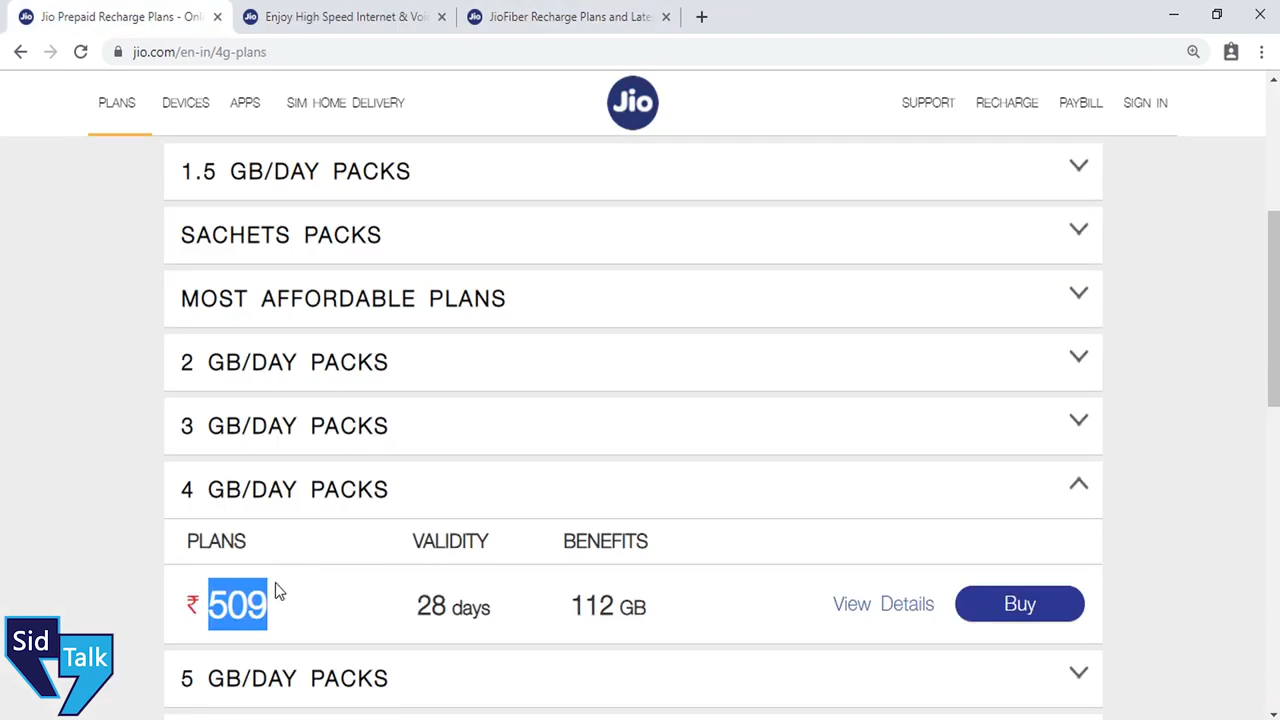 Jio Prepaid Recharge Plans - Onli
Enjoy High Speed Internet & Voi
JioFiber Recharge Plans and Late
jio.com/en-in/4g-plans
PLANS DEVICES APPS SIM HOME DELIVERY Jio SUPPORT RECHARGE PAYBILL SIGN IN
1.5 GB/DAY PACKS
SACHETS PACKS
MOST AFFORDABLE PLANS
2 GB/DAY PACKS
3 GB/DAY PACKS
4 GB/DAY PACKS
PLANS VALIDITY BENEFITS
₹ 509 28 days 112 GB View Details Buy
5 GB/DAY PACKS
Sid
Talk